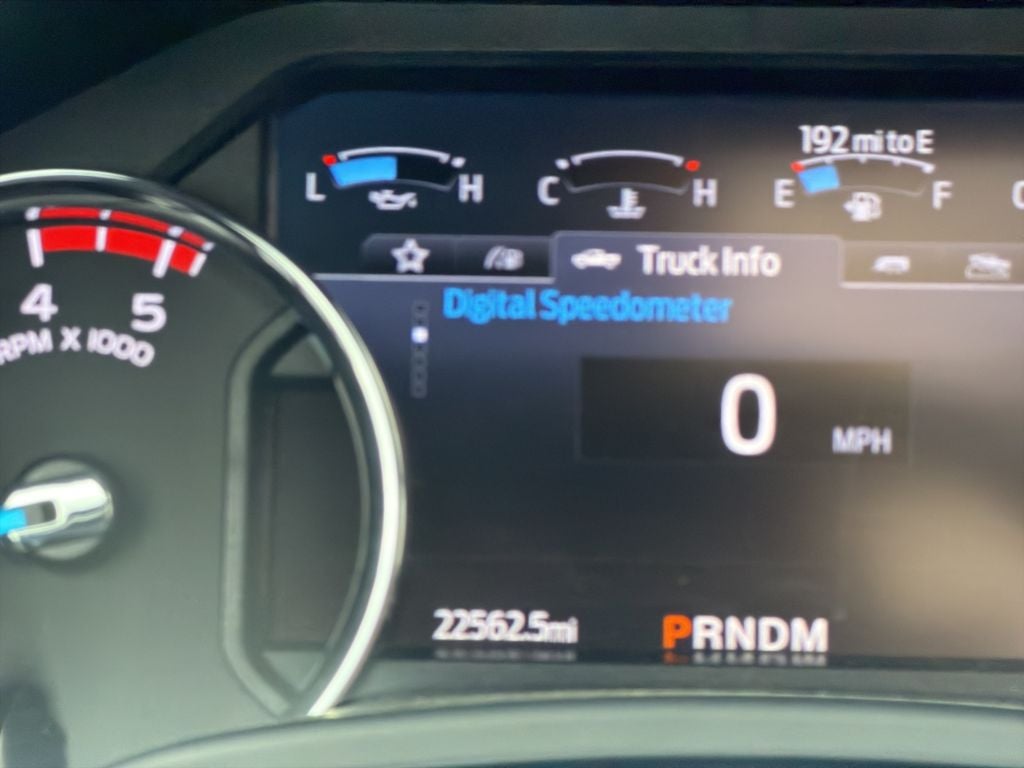 192 mi to E
L H C H E F
Truck Info
Digital Speedometer
4 5
RPM X 1000
0 MPH
22562.5mi PRNDM